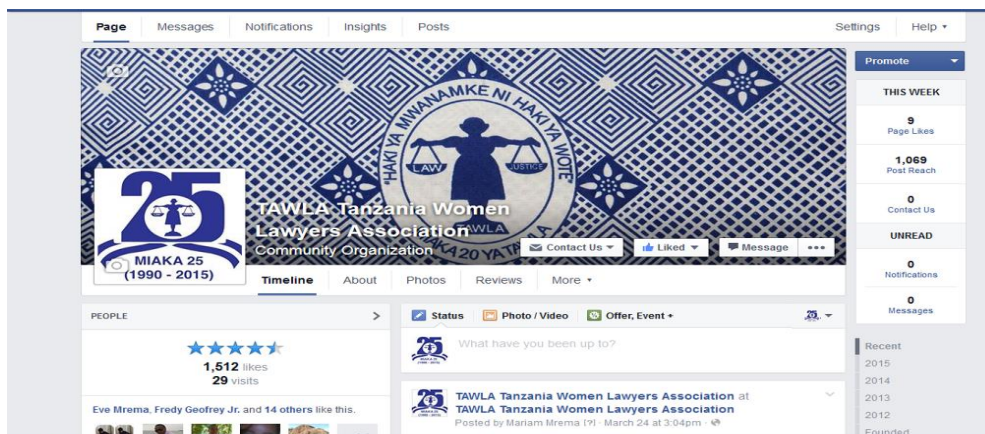 Page Messages Notifications Insights Posts Settings Help
Promote
THIS WEEK
9
Page Likes
1,069
Post Reach
0
Contact Us
UNREAD
0
Notifications
0
Messages
"HAKI YA MWANAMKE NI HAKI YA WOTE"
LAW JUSTICE
TAWLA
MIAKA 20 YA TAWLA
25
MIAKA 25
(1990 - 2015)
TAWLA Tanzania Women
Lawyers Association
Community Organization
Contact Us Liked Message
Timeline About Photos Reviews More
PEOPLE
1,512 likes
29 visits
Eve Mrema, Fredy Geofrey Jr. and 14 others like this.
Status Photo / Video Offer, Event +
What have you been up to?
TAWLA Tanzania Women Lawyers Association at
TAWLA Tanzania Women Lawyers Association
Posted by Mariam Mrema [?] · March 24 at 3:04pm ·
Recent
2015
2014
2013
2012
Founded